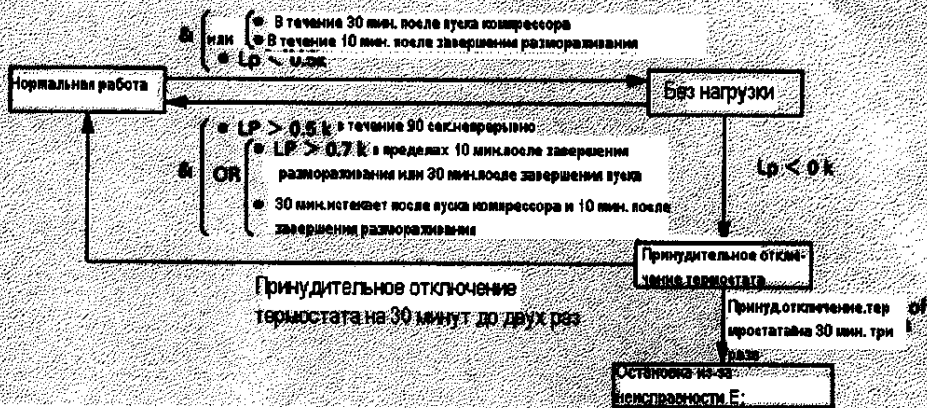 & или
• В течение 30 мин. после пуска компрессора
• В течение 10 мин. после завершения размораживания
• Lp <
Нормальная работа
Без нагрузки
& • LP > 0.5 k в течение 90 сек.непрерывно
OR • LP > 0.7 k в пределах 10 мин.после завершения
размораживания или 30 мин.после завершения пуска
• 30 мин.истекает после пуска компрессора и 10 мин. после
завершения размораживания
Lp < 0 k
Принудительное отклю-
чение.термостата
Принудительное отключение
термостата на 30 минут до двух раз
Принуд.отключение.тер of
мростатайна 30 мин. три
раза
Остановка из-за
неисправности E: